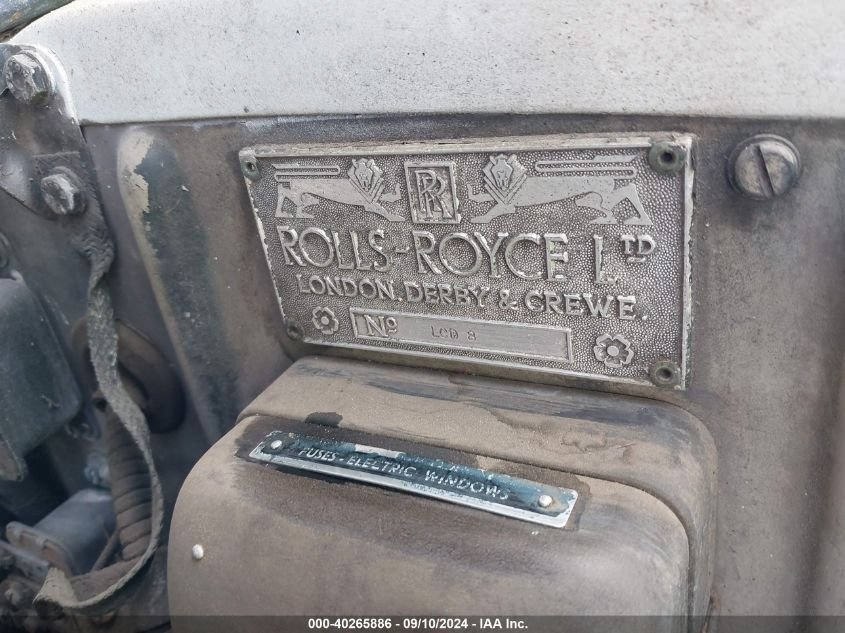 RR
ROLLS-ROYCE LTD
LONDON, DERBY & CREWE.
Nº LCD 8
FUSES-ELECTRIC WINDOWS
000-40265886 - 09/10/2024 - IAA Inc.